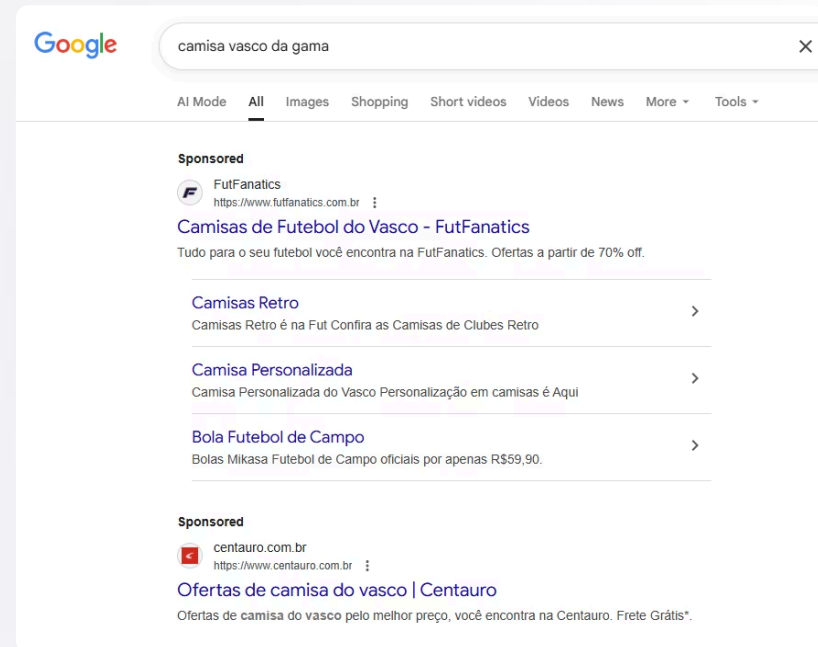 Google
camisa vasco da gama
AI Mode All Images Shopping Short videos Videos News More Tools
Sponsored
FutFanatics
https://www.futfanatics.com.br
Camisas de Futebol do Vasco - FutFanatics
Tudo para o seu futebol você encontra na FutFanatics. Ofertas a partir de 70% off.
Camisas Retro
Camisas Retro é na Fut Confira as Camisas de Clubes Retro
Camisa Personalizada
Camisa Personalizada do Vasco Personalização em camisas é Aqui
Bola Futebol de Campo
Bolas Mikasa Futebol de Campo oficiais por apenas R$59,90.
Sponsored
centauro.com.br
https://www.centauro.com.br
Ofertas de camisa do vasco | Centauro
Ofertas de camisa do vasco pelo melhor preço, você encontra na Centauro. Frete Grátis*.